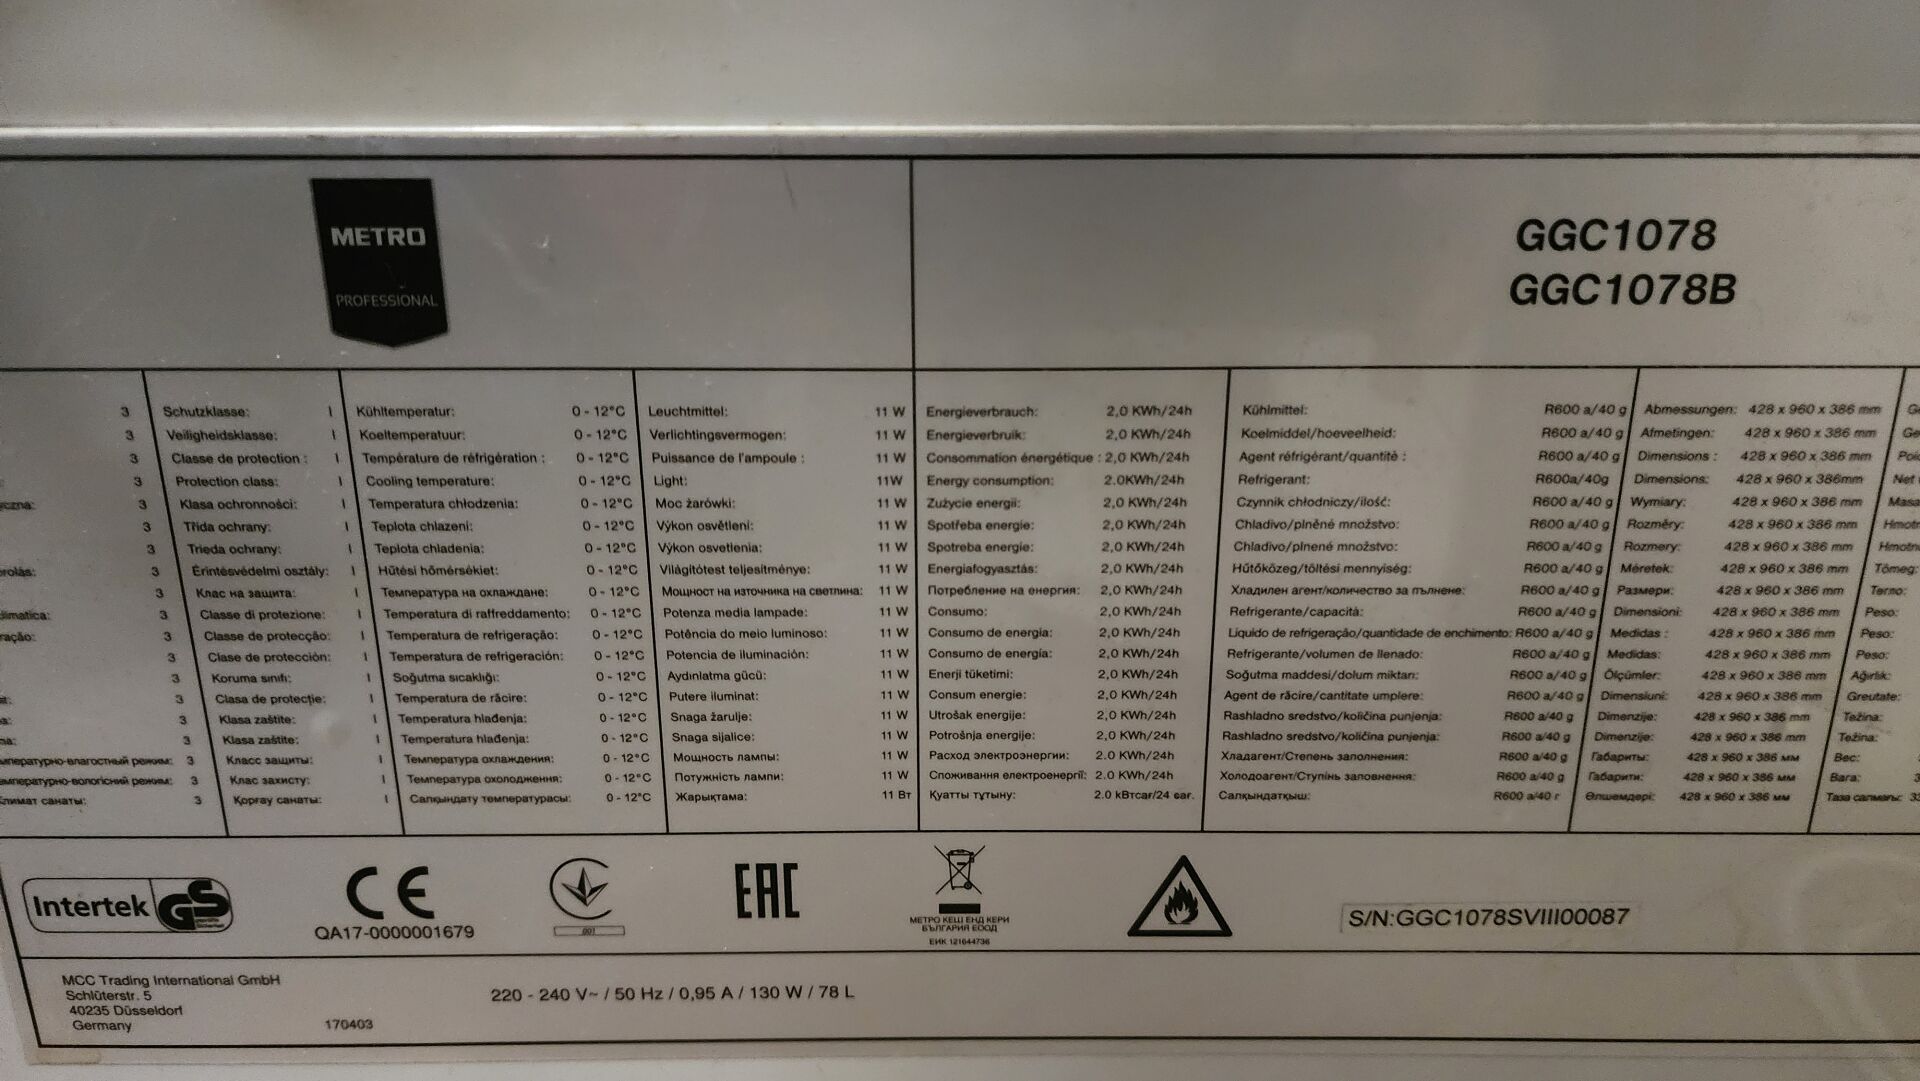 METRO
PROFESSIONAL
GGC1078
GGC1078B
3 Schutzklasse: I Kühltemperatur: 0 - 12°C Leuchtmittel: 11 W Energieverbrauch: 2,0 KWh/24h Kühlmittel: R600 a/40 g Abmessungen: 428 x 960 x 386 mm
3 Veiligheidsklasse: I Koeltemperatuur: 0 - 12°C Verlichtingsvermogen: 11 W Energieverbruik: 2,0 KWh/24h Koelmiddel/hoeveelheid: R600 a/40 g Afmetingen: 428 x 960 x 386 mm
3 Classe de protection : I Température de réfrigération : 0 - 12°C Puissance de l'ampoule : 11 W Consommation énergétique : 2,0 KWh/24h Agent réfrigérant/quantité : R600 a/40 g Dimensions : 428 x 960 x 386 mm
3 Protection class: I Cooling temperature: 0 - 12°C Light: 11W Energy consumption: 2.0KWh/24h Refrigerant: R600a/40g Dimensions: 428 x 960 x 386mm Net
3 Klasa ochronności: I Temperatura chłodzenia: 0 - 12°C Moc żarówki: 11 W Zużycie energii: 2,0 KWh/24h Czynnik chłodniczy/ilość: R600 a/40 g Wymiary: 428 x 960 x 386 mm
3 Třída ochrany: I Teplota chlazení: 0 - 12°C Výkon osvětlení: 11 W Spotřeba energie: 2,0 KWh/24h Chladivo/plněné množstvo: R600 a/40 g Rozměry: 428 x 960 x 386 mm
3 Trieda ochrany: I Teplota chladenia: 0 - 12°C Výkon osvetlenia: 11 W Spotreba energie: 2,0 KWh/24h Chladivo/plnené množstvo: R600 a/40 g Rozmery: 428 x 960 x 386 mm
3 Érintésvédelmi osztály: I Hűtési hőmérséklet: 0 - 12°C Világítótest teljesítménye: 11 W Energiafogyasztás: 2,0 KWh/24h Hűtőközeg/töltési mennyiség: R600 a/40 g Méretek: 428 x 960 x 386 mm Tömeg:
3 Клас на защита: I Температура на охлаждане: 0 - 12°C Мощност на източника на светлина: 11 W Потребление на енергия: 2,0 KWh/24h Хладилен агент/количество за пълнене: R600 a/40 g Размери: 428 x 960 x 386 mm Тегло:
3 Classe di protezione: I Temperatura di raffreddamento: 0 - 12°C Potenza media lampade: 11 W Consumo: 2,0 KWh/24h Refrigerante/capacità: R600 a/40 g Dimensioni: 428 x 960 x 386 mm Peso:
3 Classe de protecção: I Temperatura de refrigeração: 0 - 12°C Potência do meio luminoso: 11 W Consumo de energia: 2,0 KWh/24h Líquido de refrigeração/quantidade de enchimento: R600 a/40 g Medidas : 428 x 960 x 386 mm Peso:
3 Clase de protección: I Temperatura de refrigeración: 0 - 12°C Potencia de iluminación: 11 W Consumo de energía: 2,0 KWh/24h Refrigerante/volumen de llenado: R600 a/40 g Medidas: 428 x 960 x 386 mm Peso:
3 Koruma sınıfı: I Soğutma sıcaklığı: 0 - 12°C Aydınlatma gücü: 11 W Enerji tüketimi: 2,0 KWh/24h Soğutma maddesi/dolum miktarı: R600 a/40 g Ölçümler: 428 x 960 x 386 mm Ağırlık:
3 Clasa de protecție: I Temperatura de răcire: 0 - 12°C Putere iluminat: 11 W Consum energie: 2,0 KWh/24h Agent de răcire/cantitate umplere: R600 a/40 g Dimensiuni: 428 x 960 x 386 mm Greutate:
3 Klasa zaštite: I Temperatura hlađenja: 0 - 12°C Snaga žarulje: 11 W Utrošak energije: 2,0 KWh/24h Rashladno sredstvo/količina punjenja: R600 a/40 g Dimenzije: 428 x 960 x 386 mm Težina:
3 Klasa zaštite: I Temperatura hlađenja: 0 - 12°C Snaga sijalice: 11 W Potrošnja energije: 2,0 KWh/24h Rashladno sredstvo/količina punjenja: R600 a/40 g Dimenzije: 428 x 960 x 386 mm Težina:
режим: 3 Класс защиты: I Температура охлаждения: 0 - 12°C Мощность лампы: 11 W Расход электроэнергии: 2.0 KWh/24h Хладагент/Степень заполнения: R600 a/40 g Габариты: 428 x 960 x 386 мм Вес:
режим: 3 Клас захисту: I Температура охолодження: 0 - 12°C Потужність лампи: 11 W Споживання електроенергії: 2.0 KWh/24h Холодоагент/Ступінь заповнення: R600 a/40 g Габарити: 428 x 960 x 386 мм Вага:
Климат санаты: 3 Қорғау санаты: I Салқындату температурасы: 0 - 12°C Жарықтама: 11 Вт Қуатты тұтыну: 2.0 кВтсағ/24 сағ. Салқындатқыш: R600 a/40 г Өлшемдері: 428 x 960 x 386 мм Таза салмағы:
Intertek GS
CE
QA17-0000001679
001
EAC
МЕТРО КЕШ ЕНД КЕРИ
БЪЛГАРИЯ ЕООД
ЕИК 121644736
S/N:GGC1078SVIII00087
MCC Trading International GmbH
Schlüterstr. 5
40235 Düsseldorf
Germany
170403
220 - 240 V~ / 50 Hz / 0,95 A / 130 W / 78 L